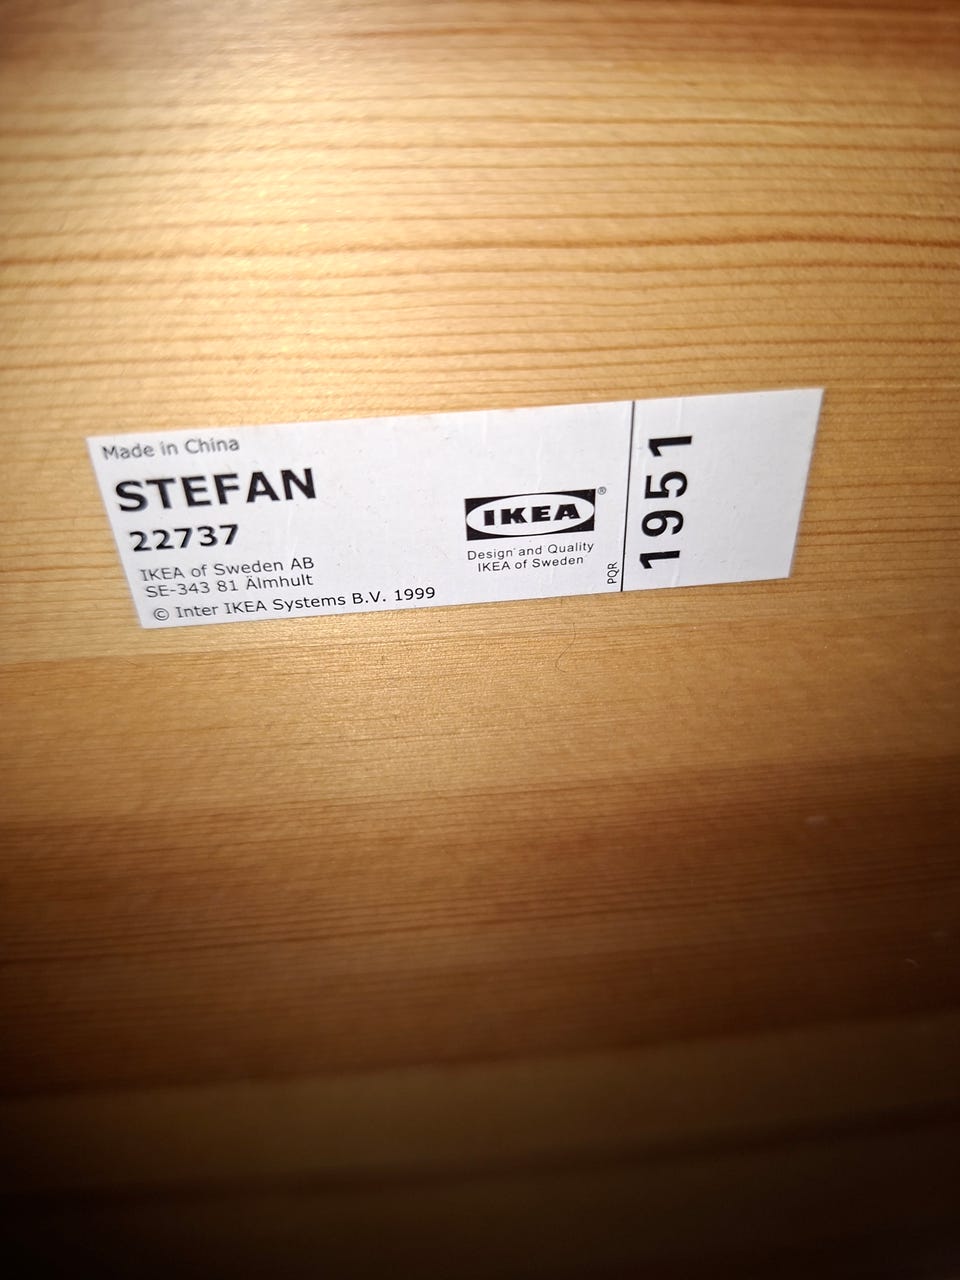 Made in China
STEFAN
22737
IKEA of Sweden AB
SE-343 81 Älmhult
© Inter IKEA Systems B.V. 1999
IKEA®
Design and Quality
IKEA of Sweden
PQR
1951